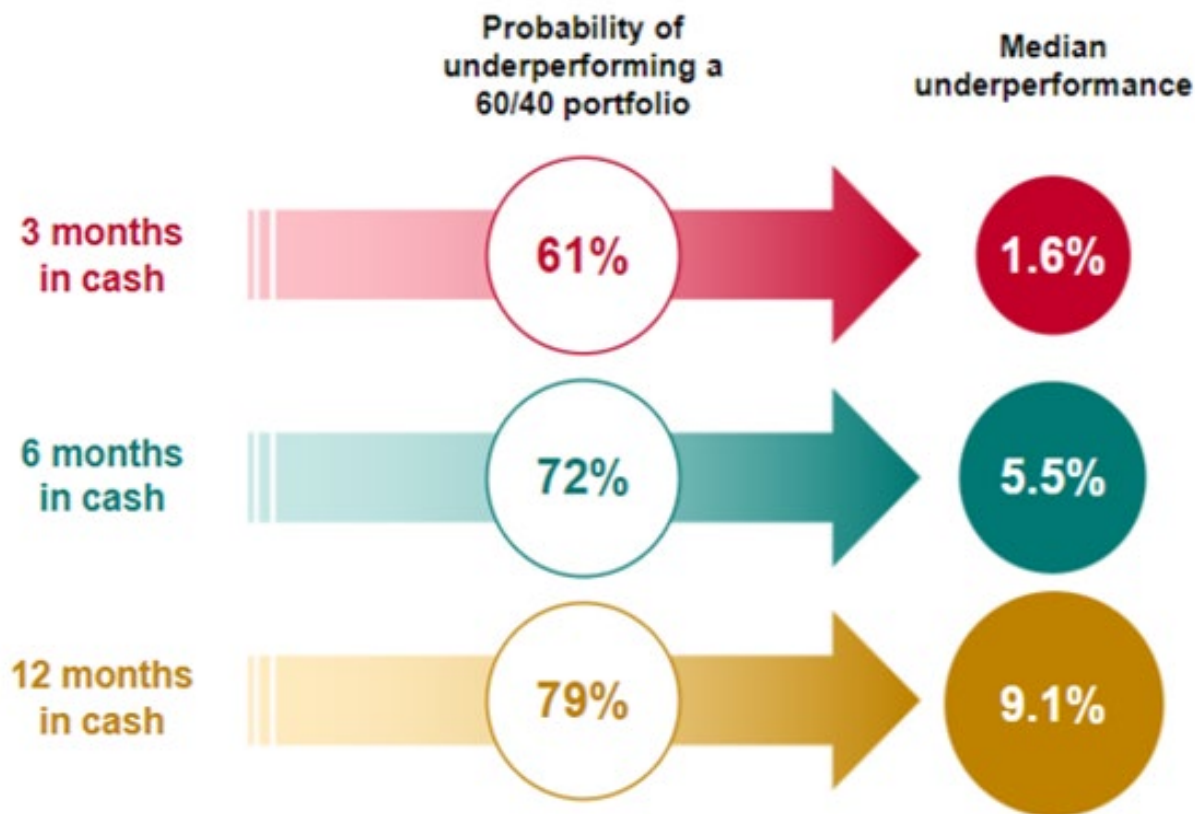 Probability of
underperforming a
60/40 portfolio
Median
underperformance
3 months
in cash
61%
1.6%
6 months
in cash
72%
5.5%
12 months
in cash
79%
9.1%